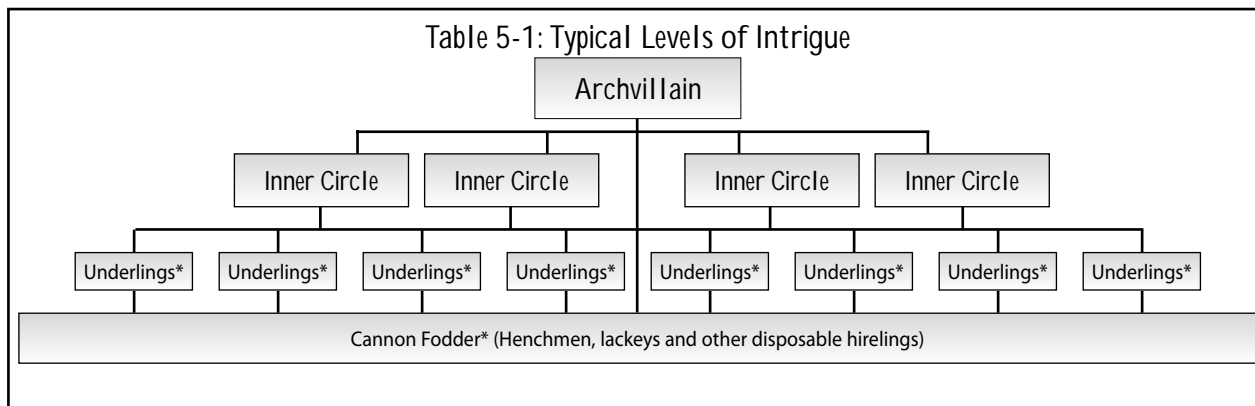 Table 5-1: Typical Levels of Intrigue
Archvillain
Inner Circle Inner Circle Inner Circle Inner Circle
Underlings* Underlings* Underlings* Underlings* Underlings* Underlings* Underlings* Underlings*
Cannon Fodder* (Henchmen, lackeys and other disposable hirelings)